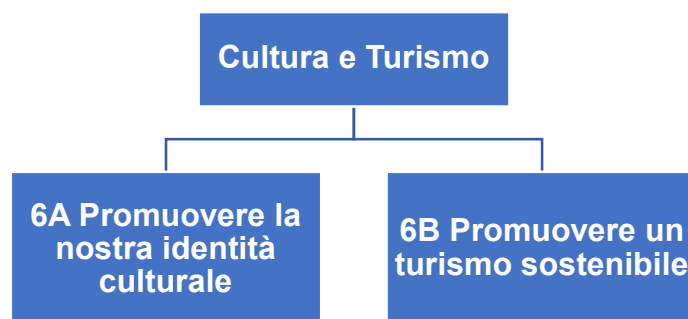 Cultura e Turismo
6A Promuovere la
nostra identità
culturale
6B Promuovere un
turismo sostenibile